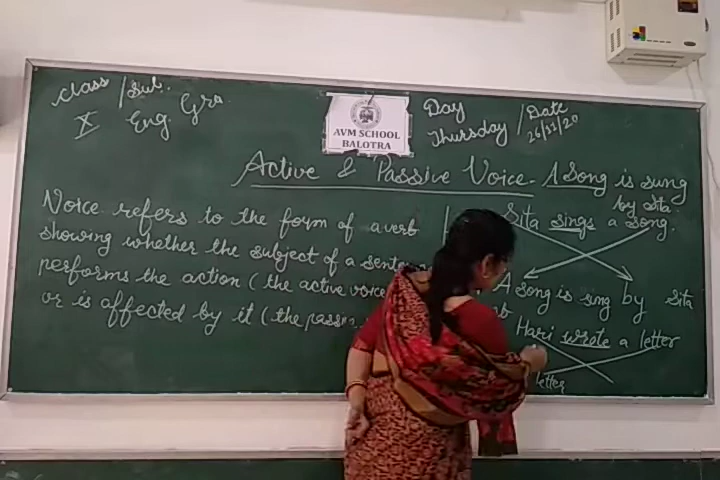 Class / Sub.
X Eng. Gra.
AVM SCHOOL
BALOTRA
Day / Date
Thursday 26/11/20
Active & Passive Voice. A Song is sung
by Sita.
Voice refers to the form of a verb
showing whether the subject of a
performs the action (the active voice
or is affected by it (the
Sita sings a song.
A song is sung by Sita
Hari wrote a letter
letter